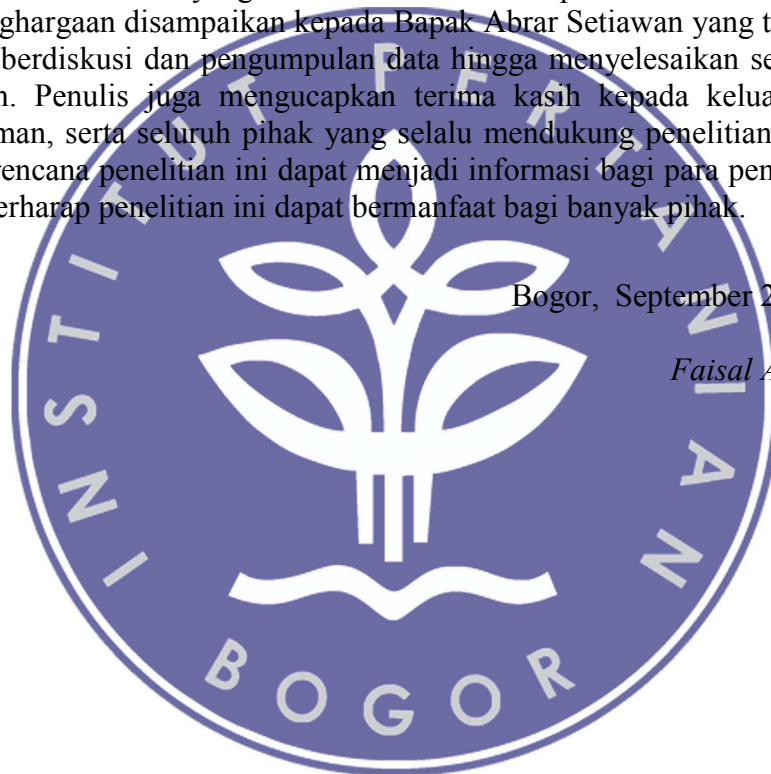 ghargaan disampaikan kepada Bapak Abrar Setiawan yang t
berdiskusi dan pengumpulan data hingga menyelesaikan se
n. Penulis juga mengucapkan terima kasih kepada kelua
man, serta seluruh pihak yang selalu mendukung penelitian
rencana penelitian ini dapat menjadi informasi bagi para pen
erharap penelitian ini dapat bermanfaat bagi banyak pihak.
Bogor, September 2
Faisal A
INSTITUT PERTANIAN
BOGOR